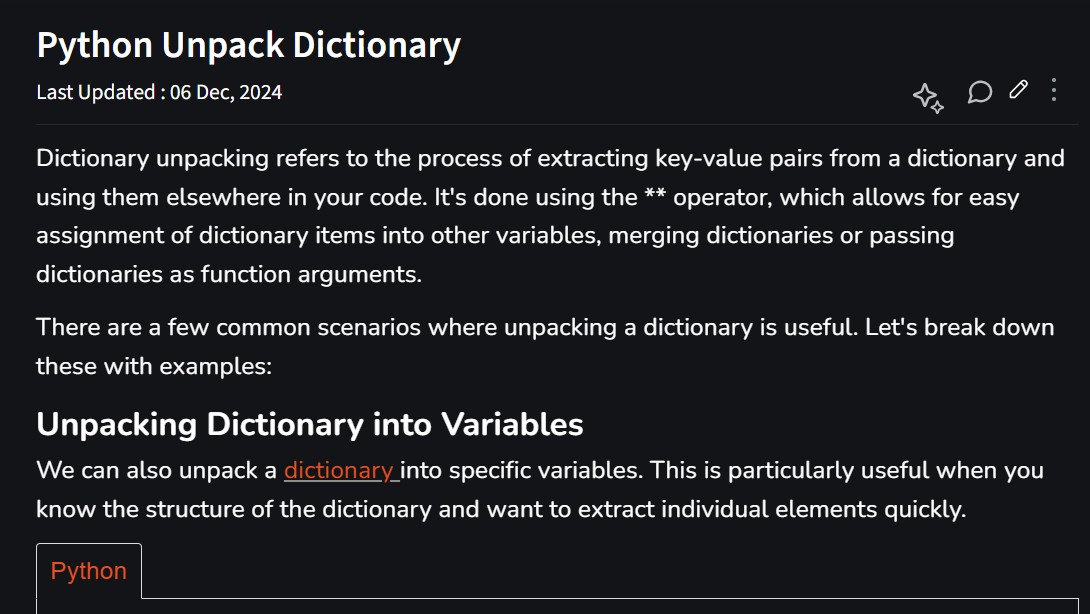 Python Unpack Dictionary
Last Updated : 06 Dec, 2024
Dictionary unpacking refers to the process of extracting key-value pairs from a dictionary and
using them elsewhere in your code. It's done using the ** operator, which allows for easy
assignment of dictionary items into other variables, merging dictionaries or passing
dictionaries as function arguments.
There are a few common scenarios where unpacking a dictionary is useful. Let's break down
these with examples:
Unpacking Dictionary into Variables
We can also unpack a dictionary into specific variables. This is particularly useful when you
know the structure of the dictionary and want to extract individual elements quickly.
Python